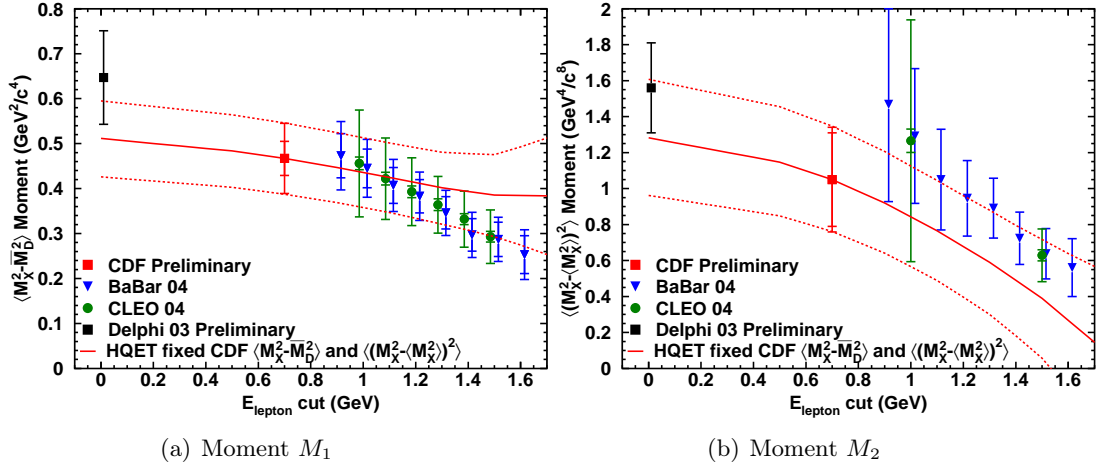 ⟨M_X^2-M̅_D^2⟩ Moment (GeV^2/c^4)
0.8
0.7
0.6
0.5
0.4
0.3
0.2
0.1
0
CDF Preliminary
BaBar 04
CLEO 04
Delphi 03 Preliminary
HQET fixed CDF ⟨M_X^2-M̅_D^2⟩ and ⟨(M_X^2-⟨M_X^2⟩)^2⟩
0 0.2 0.4 0.6 0.8 1 1.2 1.4 1.6
E_lepton cut (GeV)
(a) Moment M_1
⟨(M_X^2-⟨M_X^2⟩)^2⟩ Moment (GeV^4/c^8)
2
1.8
1.6
1.4
1.2
1
0.8
0.6
0.4
0.2
0
CDF Preliminary
BaBar 04
CLEO 04
Delphi 03 Preliminary
HQET fixed CDF ⟨M_X^2-M̅_D^2⟩ and ⟨(M_X^2-⟨M_X^2⟩)^2⟩
0 0.2 0.4 0.6 0.8 1 1.2 1.4 1.6
E_lepton cut (GeV)
(b) Moment M_2